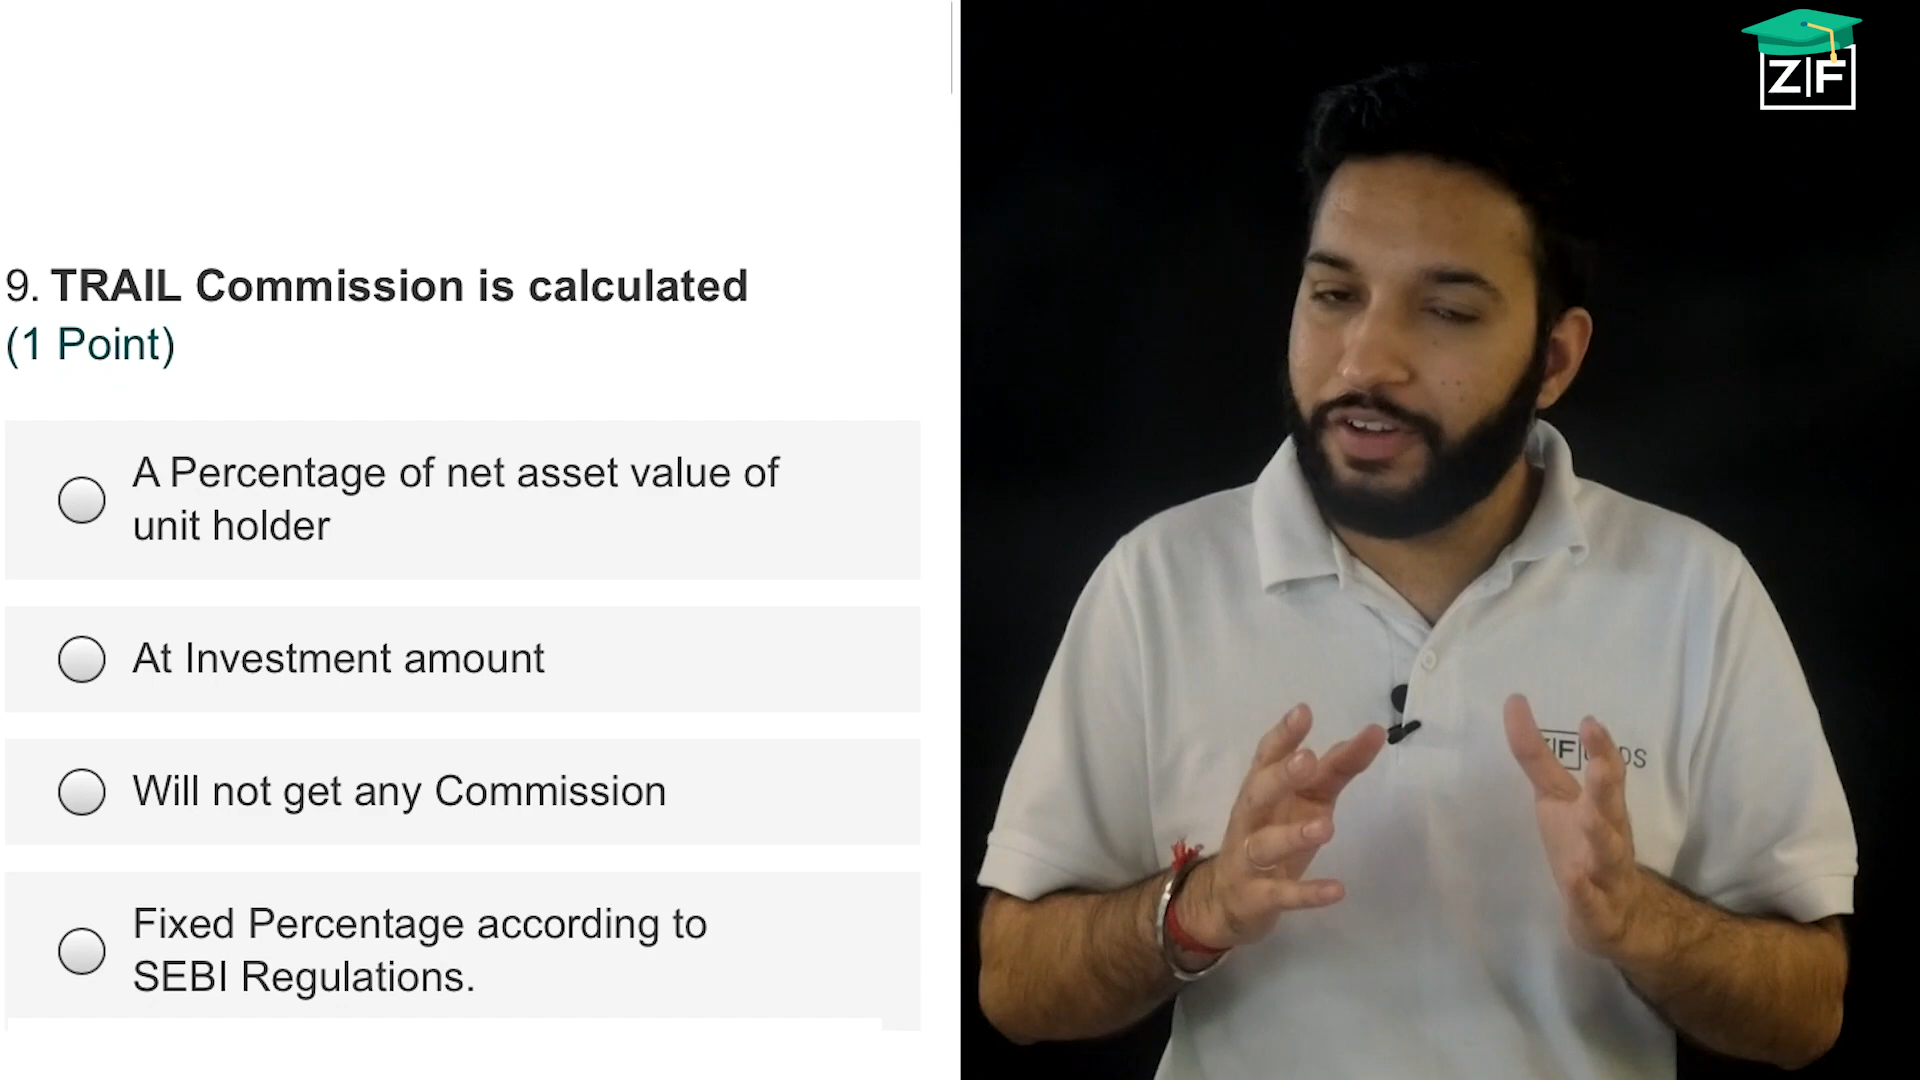 Z|F
9. TRAIL Commission is calculated
(1 Point)
A Percentage of net asset value of
unit holder
At Investment amount
Will not get any Commission
Fixed Percentage according to
SEBI Regulations.